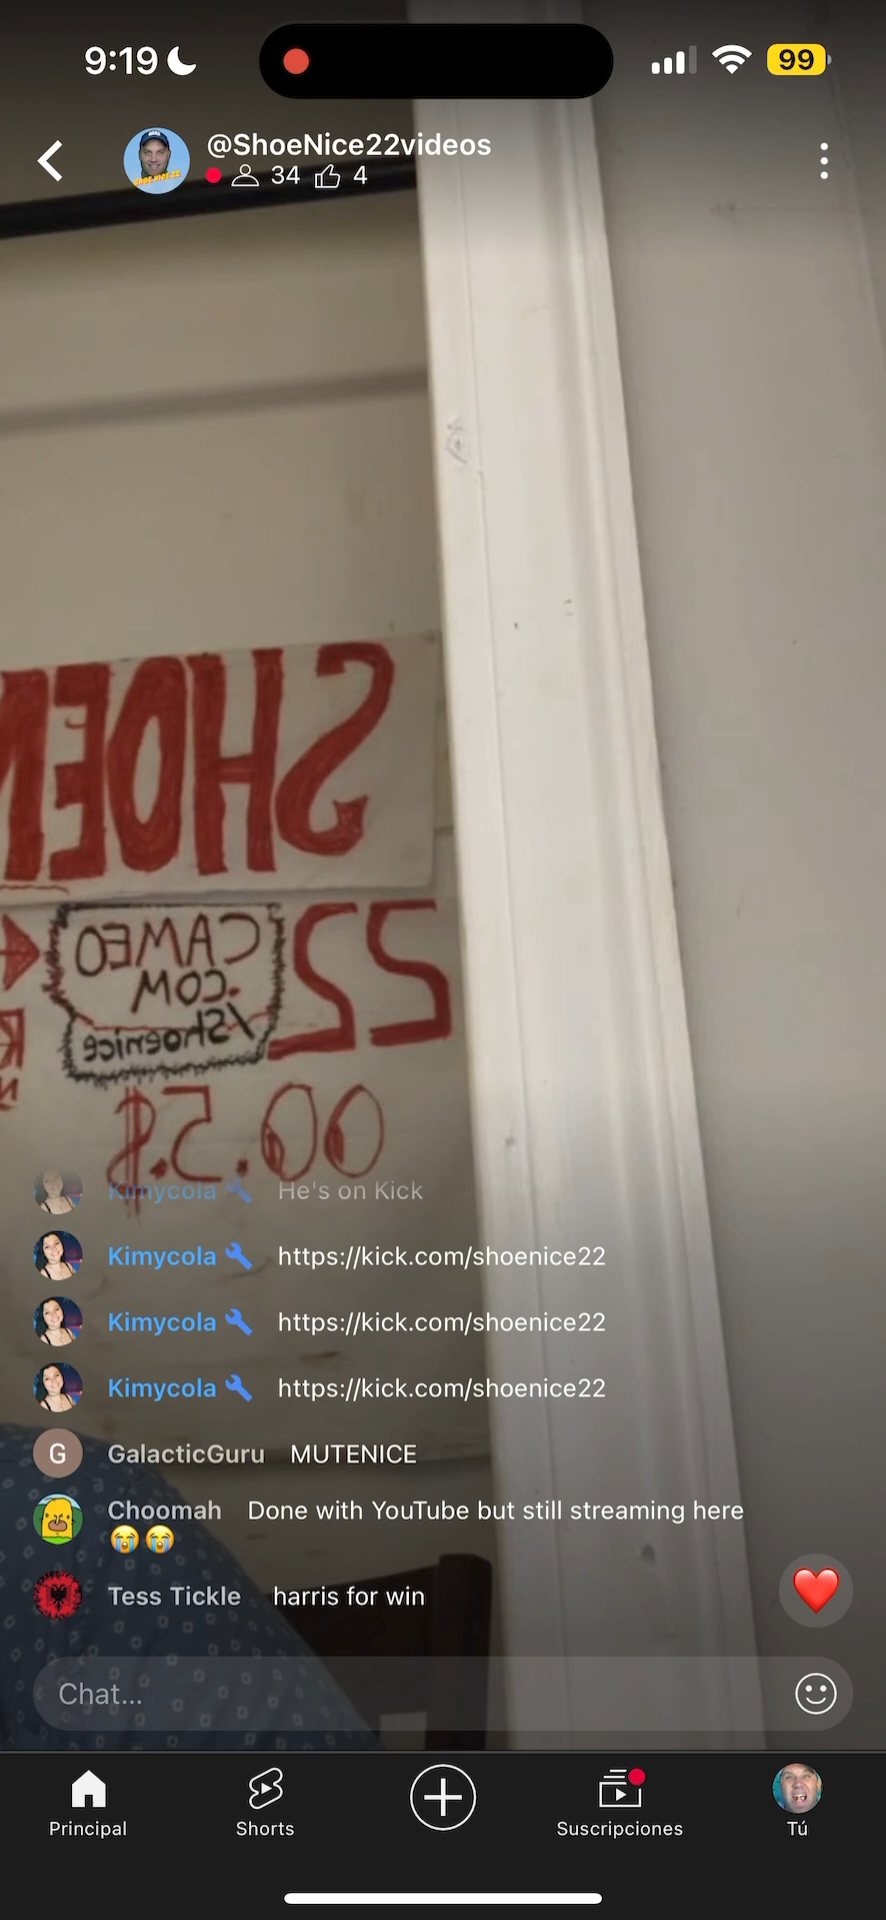 9:19
99
@ShoeNice22videos
34 4
SHOEN
22
CAMEO
.COM
/Shoenice
$5.00
Kimycola He's on Kick
Kimycola https://kick.com/shoenice22
Kimycola https://kick.com/shoenice22
Kimycola https://kick.com/shoenice22
G GalacticGuru MUTENICE
Choomah Done with YouTube but still streaming here
😭😭
Tess Tickle harris for win
Chat...
Principal
Shorts
Suscripciones
Tú